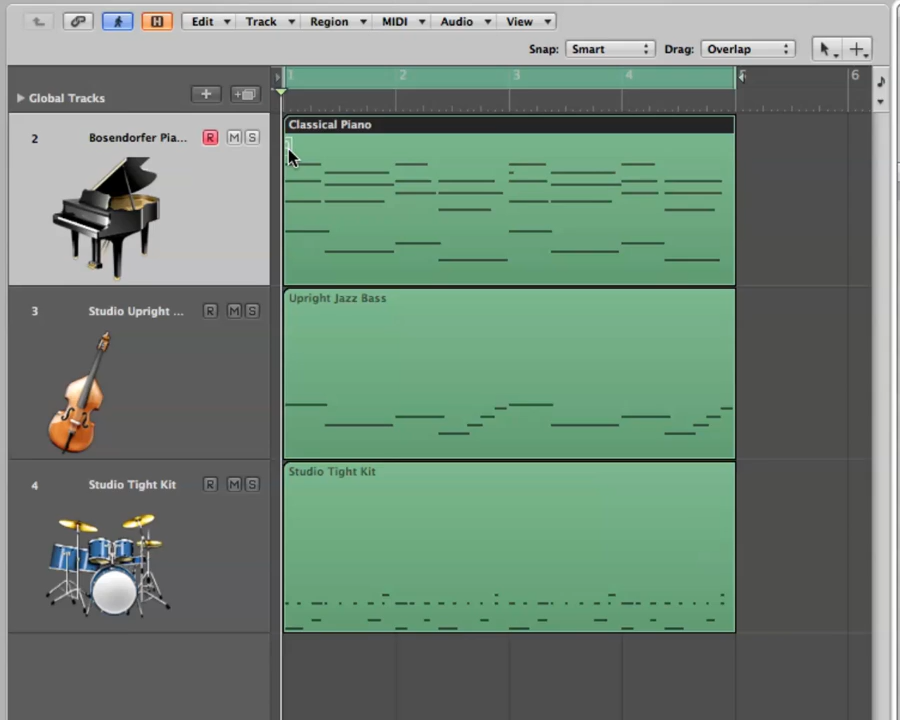 H Edit Track Region MIDI Audio View
Snap: Smart Drag: Overlap
Global Tracks
1 2 3 4 5 6
2 Bosendorfer Pia... R M S
Classical Piano
3 Studio Upright ... R M S
Upright Jazz Bass
4 Studio Tight Kit R M S
Studio Tight Kit